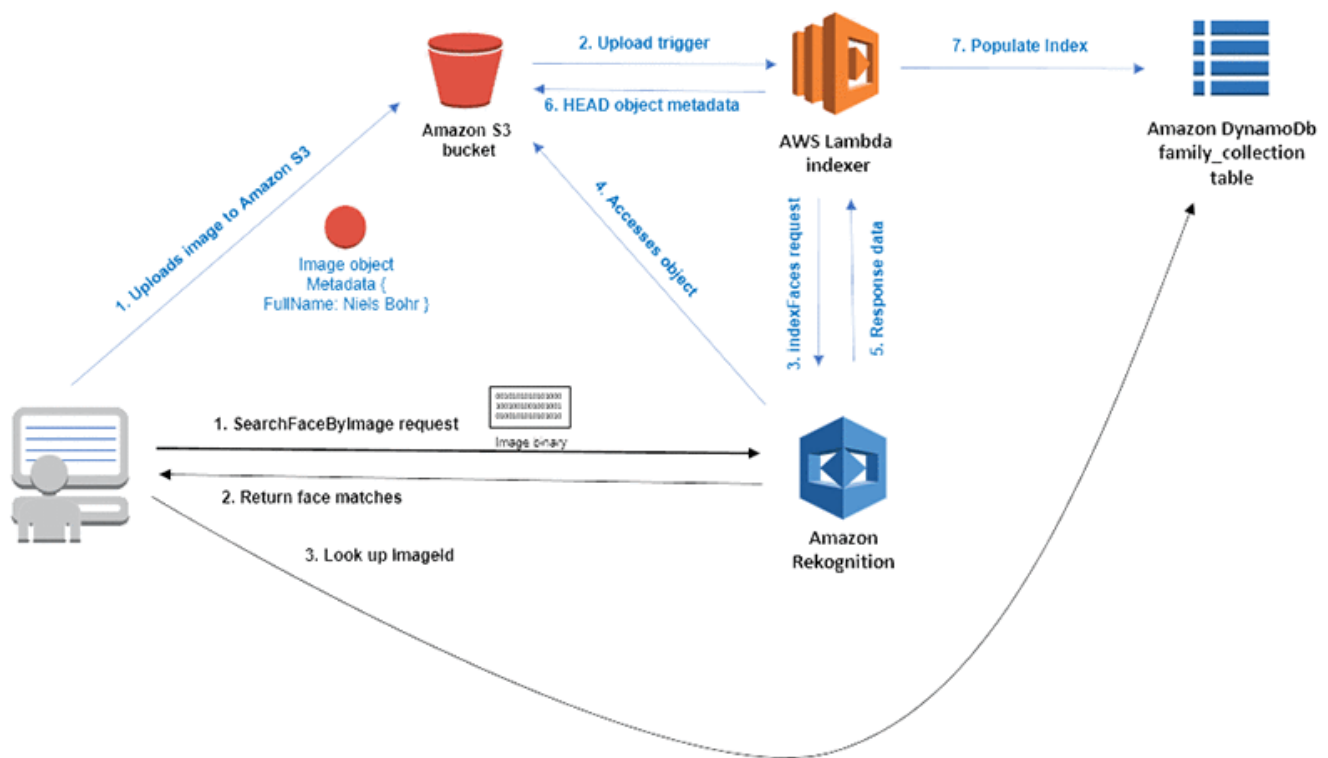 2. Upload trigger
7. Populate Index
6. HEAD object metadata
Amazon S3
bucket
AWS Lambda
indexer
Amazon DynamoDb
family_collection
table
1. Uploads image to Amazon S3
4. Accesses object
3. indexFaces request
5. Response data
Image object
Metadata {
FullName: Niels Bohr }
1. SearchFaceByImage request
Image binary
2. Return face matches
3. Look up ImageId
Amazon
Rekognition